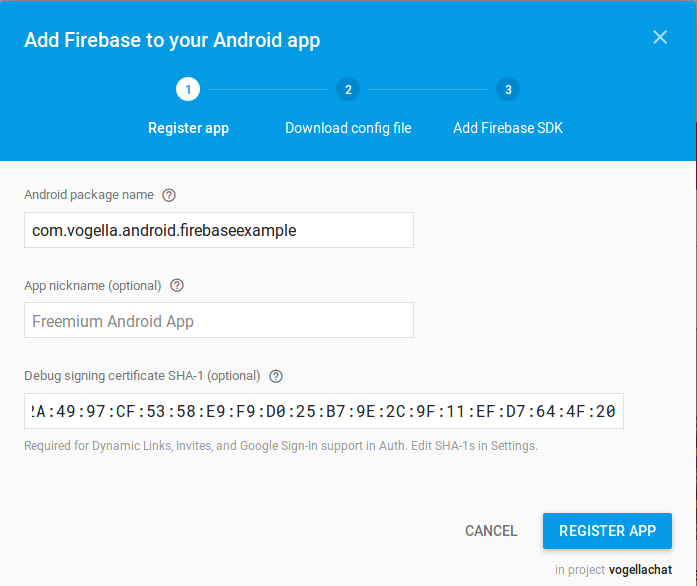 Add Firebase to your Android app
1 2 3
Register app Download config file Add Firebase SDK
Android package name ?
com.vogella.android.firebaseexample
App nickname (optional) ?
Freemium Android App
Debug signing certificate SHA-1 (optional) ?
A:49:97:CF:53:58:E9:F9:D0:25:B7:9E:2C:9F:11:EF:D7:64:4F:20
Required for Dynamic Links, Invites, and Google Sign-In support in Auth. Edit SHA-1s in Settings.
CANCEL REGISTER APP
in project vogellachat